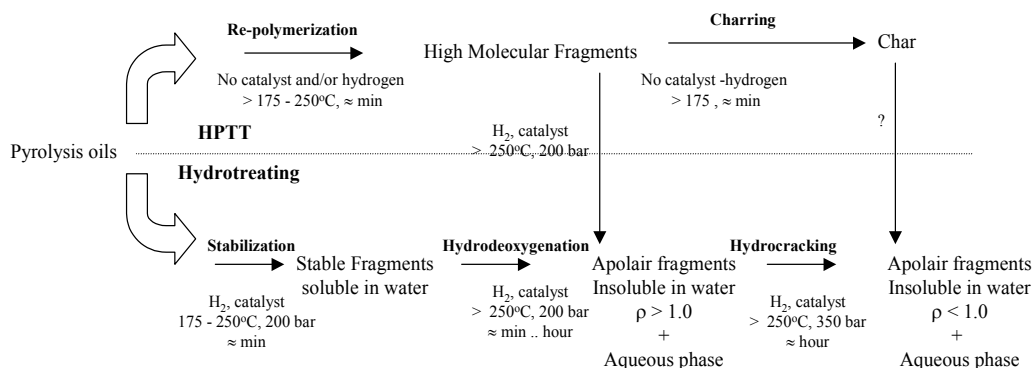 Re-polymerization
Charring
High Molecular Fragments
Char
No catalyst and/or hydrogen
> 175 - 250°C, ≈ min
No catalyst -hydrogen
> 175 , ≈ min
?
HPTT
H₂, catalyst
> 250°C, 200 bar
Pyrolysis oils
Hydrotreating
Stabilization
Hydrodeoxygenation
Hydrocracking
Stable Fragments
soluble in water
Apolair fragments
Insoluble in water
ρ > 1.0
+
Aqueous phase
Apolair fragments
Insoluble in water
ρ < 1.0
+
Aqueous phase
H₂, catalyst
175 - 250°C, 200 bar
≈ min
H₂, catalyst
> 250°C, 200 bar
≈ min .. hour
H₂, catalyst
> 250°C, 350 bar
≈ hour